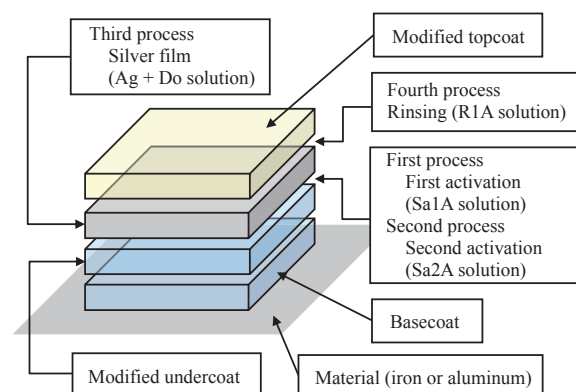 Third process
Silver film
(Ag + Do solution)
Modified topcoat
Fourth process
Rinsing (R1A solution)
First process
First activation
(Sa1A solution)
Second process
Second activation
(Sa2A solution)
Basecoat
Modified undercoat
Material (iron or aluminum)